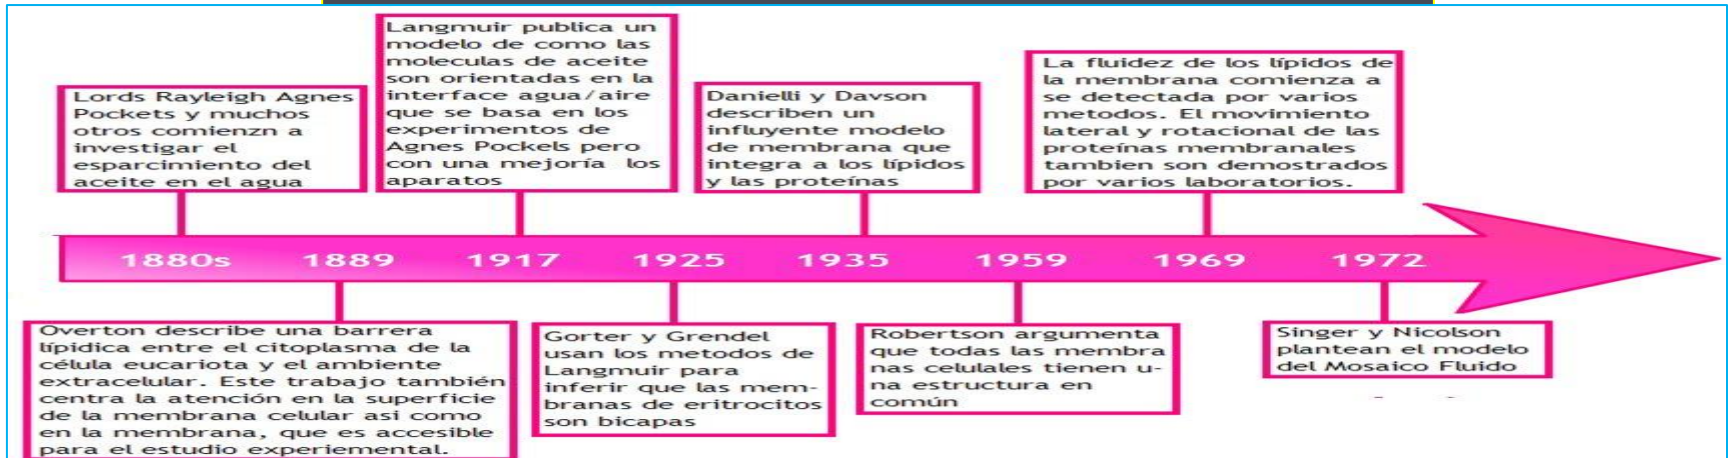 Langmuir publica un
modelo de como las
moleculas de aceite
son orientadas en la
interface agua/aire
que se basa en los
experimentos de
Agnes Pockels pero
con una mejoría los
aparatos
Lords Rayleigh Agnes
Pockets y muchos
otros comienzn a
investigar el
esparcimiento del
aceite en el agua
Danielli y Davson
describen un
influyente modelo
de membrana que
integra a los lípidos
y las proteínas
La fluidez de los lípidos de
la membrana comienza a
se detectada por varios
metodos. El movimiento
lateral y rotacional de las
proteínas membranales
tambien son demostrados
por varios laboratorios.
1880s 1889 1917 1925 1935 1959 1969 1972
Overton describe una barrera
lípidica entre el citoplasma de la
célula eucariota y el ambiente
extracelular. Este trabajo también
centra la atención en la superficie
de la membrana celular asi como
en la membrana, que es accesible
para el estudio experiemental.
Gorter y Grendel
usan los metodos de
Langmuir para
inferir que las mem-
branas de eritrocitos
son bicapas
Robertson argumenta
que todas las membra
nas celulales tienen u-
na estructura en
común
Singer y Nicolson
plantean el modelo
del Mosaico Fluido